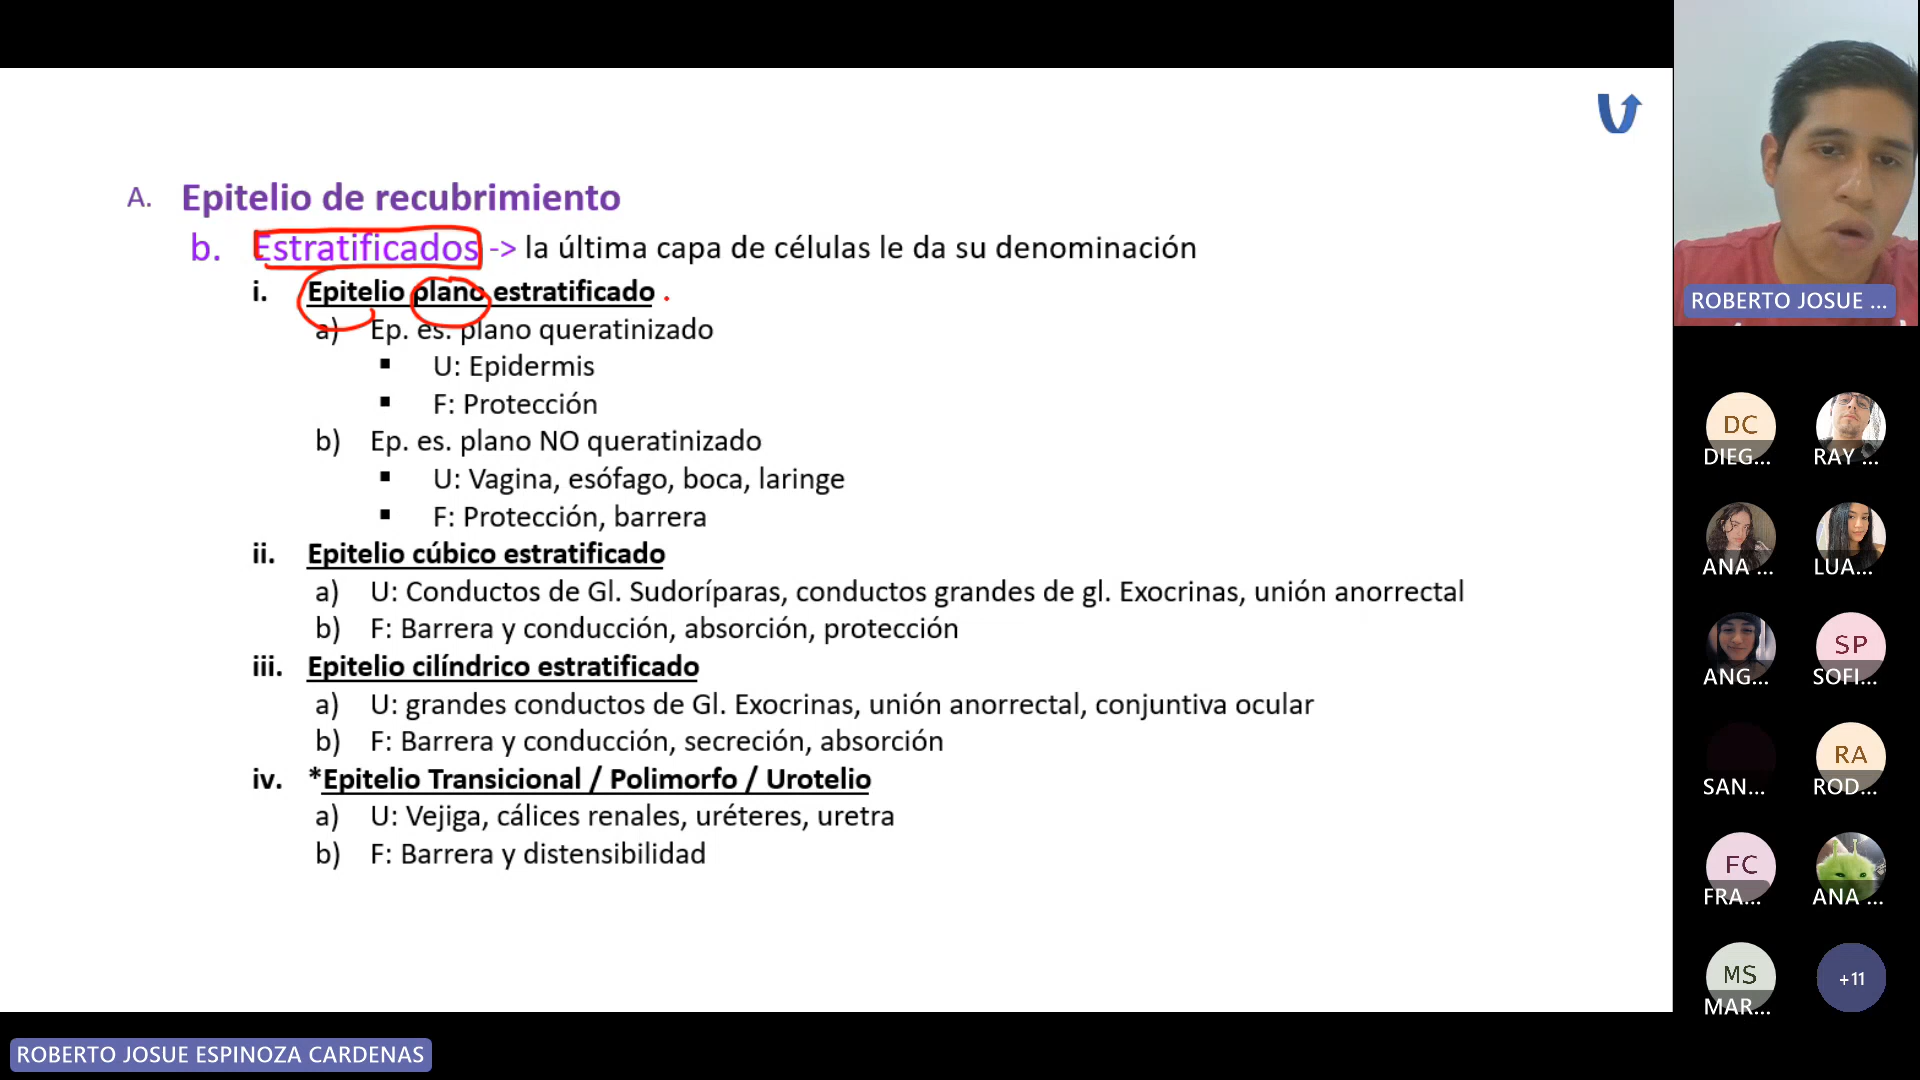 A. Epitelio de recubrimiento
b. Estratificados -> la última capa de células le da su denominación
i. Epitelio plano estratificado
a) Ep. es. plano queratinizado
▪ U: Epidermis
▪ F: Protección
b) Ep. es. plano NO queratinizado
▪ U: Vagina, esófago, boca, laringe
▪ F: Protección, barrera
ii. Epitelio cúbico estratificado
a) U: Conductos de Gl. Sudoríparas, conductos grandes de gl. Exocrinas, unión anorrectal
b) F: Barrera y conducción, absorción, protección
iii. Epitelio cilíndrico estratificado
a) U: grandes conductos de Gl. Exocrinas, unión anorrectal, conjuntiva ocular
b) F: Barrera y conducción, secreción, absorción
iv. *Epitelio Transicional / Polimorfo / Urotelio
a) U: Vejiga, cálices renales, uréteres, uretra
b) F: Barrera y distensibilidad
ROBERTO JOSUE ...
DC
DIEG...
RAY ...
ANA ...
LUA...
ANG...
SP
SOFI...
SAN...
RA
ROD...
FC
FRA...
ANA ...
MS
MAR...
+11
ROBERTO JOSUE ESPINOZA CARDENAS